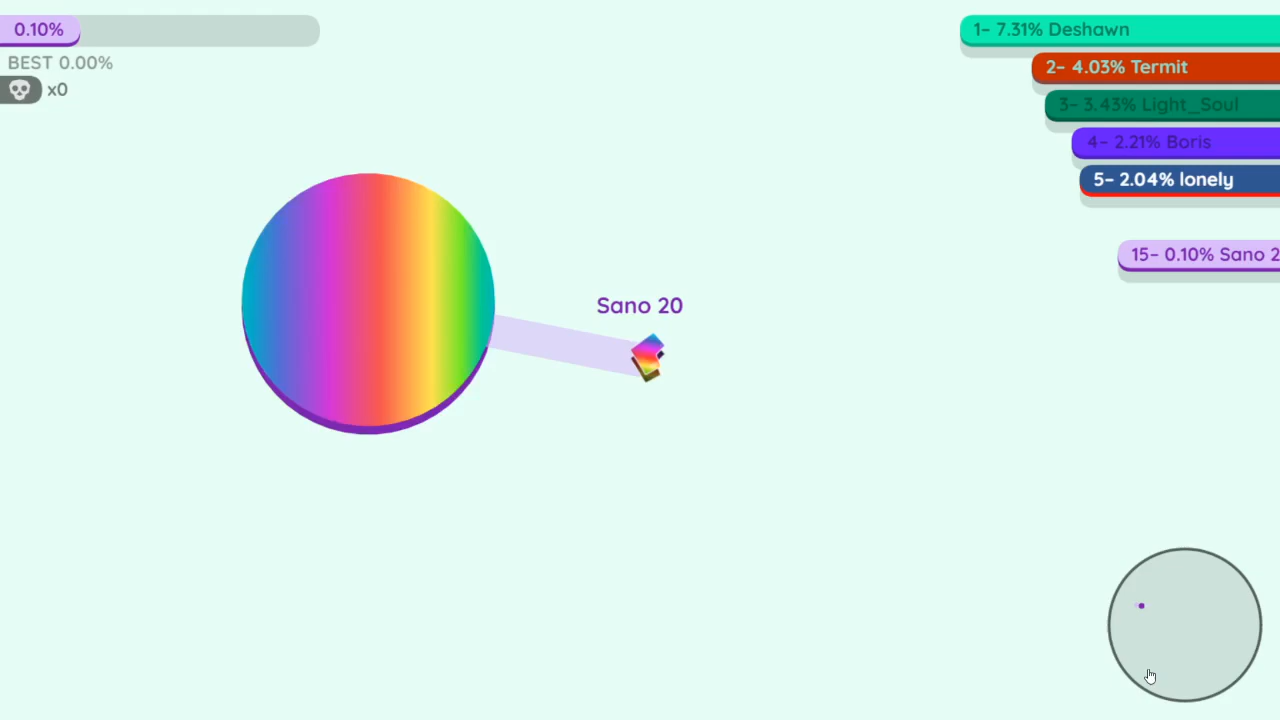 0.10%
BEST 0.00%
x0
1- 7.31% Deshawn
2- 4.03% Termit
3- 3.43% Light_Soul
4- 2.21% Boris
5- 2.04% lonely
15- 0.10% Sano 2
Sano 20